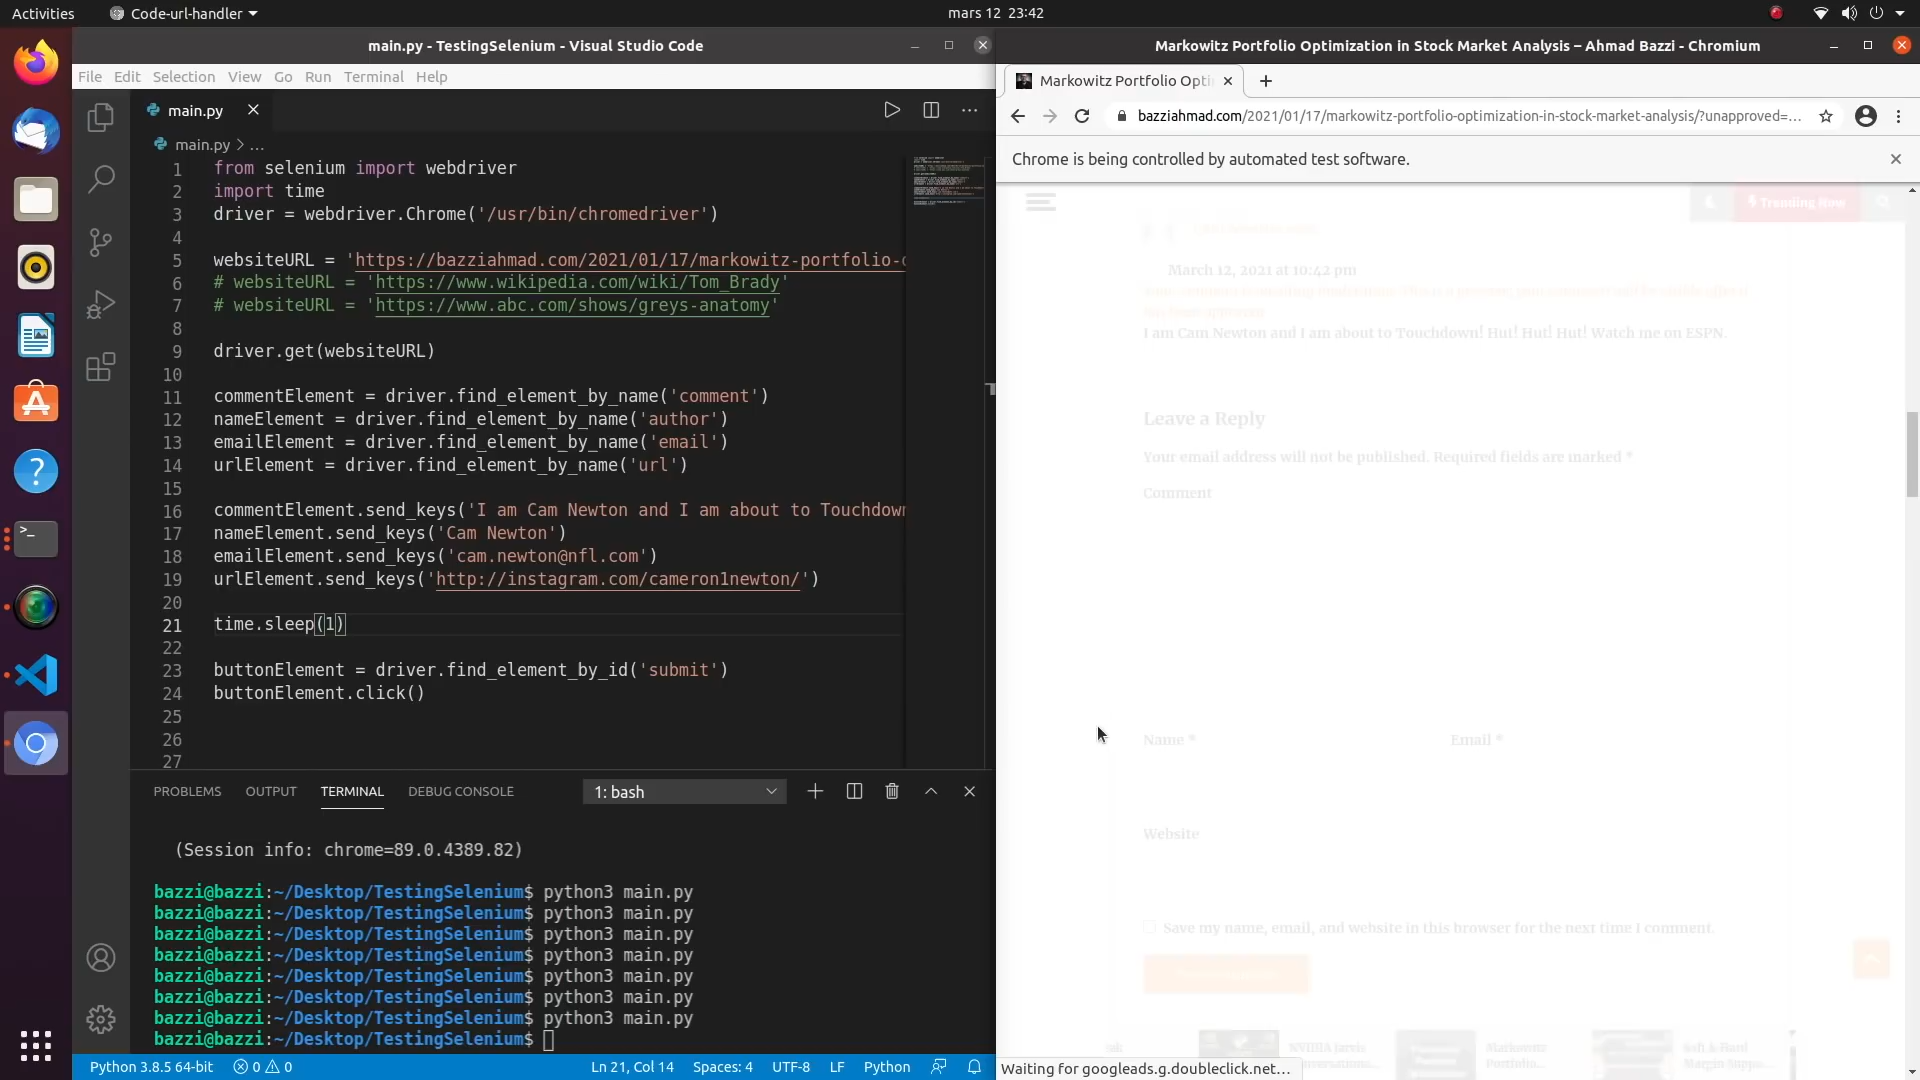 Activities
Code-url-handler
mars 12 23:42
main.py - TestingSelenium - Visual Studio Code
File Edit Selection View Go Run Terminal Help
main.py
main.py > ...
1 from selenium import webdriver
2 import time
3 driver = webdriver.Chrome('/usr/bin/chromedriver')
4
5 websiteURL = 'https://bazziahmad.com/2021/01/17/markowitz-portfolio-
6 # websiteURL = 'https://www.wikipedia.com/wiki/Tom_Brady'
7 # websiteURL = 'https://www.abc.com/shows/greys-anatomy'
8
9 driver.get(websiteURL)
10
11 commentElement = driver.find_element_by_name('comment')
12 nameElement = driver.find_element_by_name('author')
13 emailElement = driver.find_element_by_name('email')
14 urlElement = driver.find_element_by_name('url')
15
16 commentElement.send_keys('I am Cam Newton and I am about to Touchdown
17 nameElement.send_keys('Cam Newton')
18 emailElement.send_keys('cam.newton@nfl.com')
19 urlElement.send_keys('http://instagram.com/cameron1newton/')
20
21 time.sleep(1)
22
23 buttonElement = driver.find_element_by_id('submit')
24 buttonElement.click()
25
26
27
PROBLEMS OUTPUT TERMINAL DEBUG CONSOLE 1: bash
(Session info: chrome=89.0.4389.82)
bazzi@bazzi:~/Desktop/TestingSelenium$ python3 main.py
bazzi@bazzi:~/Desktop/TestingSelenium$ python3 main.py
bazzi@bazzi:~/Desktop/TestingSelenium$ python3 main.py
bazzi@bazzi:~/Desktop/TestingSelenium$ python3 main.py
bazzi@bazzi:~/Desktop/TestingSelenium$ python3 main.py
bazzi@bazzi:~/Desktop/TestingSelenium$ python3 main.py
bazzi@bazzi:~/Desktop/TestingSelenium$ python3 main.py
bazzi@bazzi:~/Desktop/TestingSelenium$
Python 3.8.5 64-bit 0 0 Ln 21, Col 14 Spaces: 4 UTF-8 LF Python
Markowitz Portfolio Optimization in Stock Market Analysis – Ahmad Bazzi - Chromium
Markowitz Portfolio Opti
bazziahmad.com/2021/01/17/markowitz-portfolio-optimization-in-stock-market-analysis/?unapproved=...
Chrome is being controlled by automated test software.
Trending Now
March 12, 2021 at 10:42 pm
I am Cam Newton and I am about to Touchdown! Hut! Hut! Hut! Watch me on ESPN.
Leave a Reply
Your email address will not be published. Required fields are marked *
Comment
Name *
Email *
Website
Save my name, email, and website in this browser for the next time I comment.
Markowitz
Portfolio...
Waiting for googleads.g.doubleclick.net...